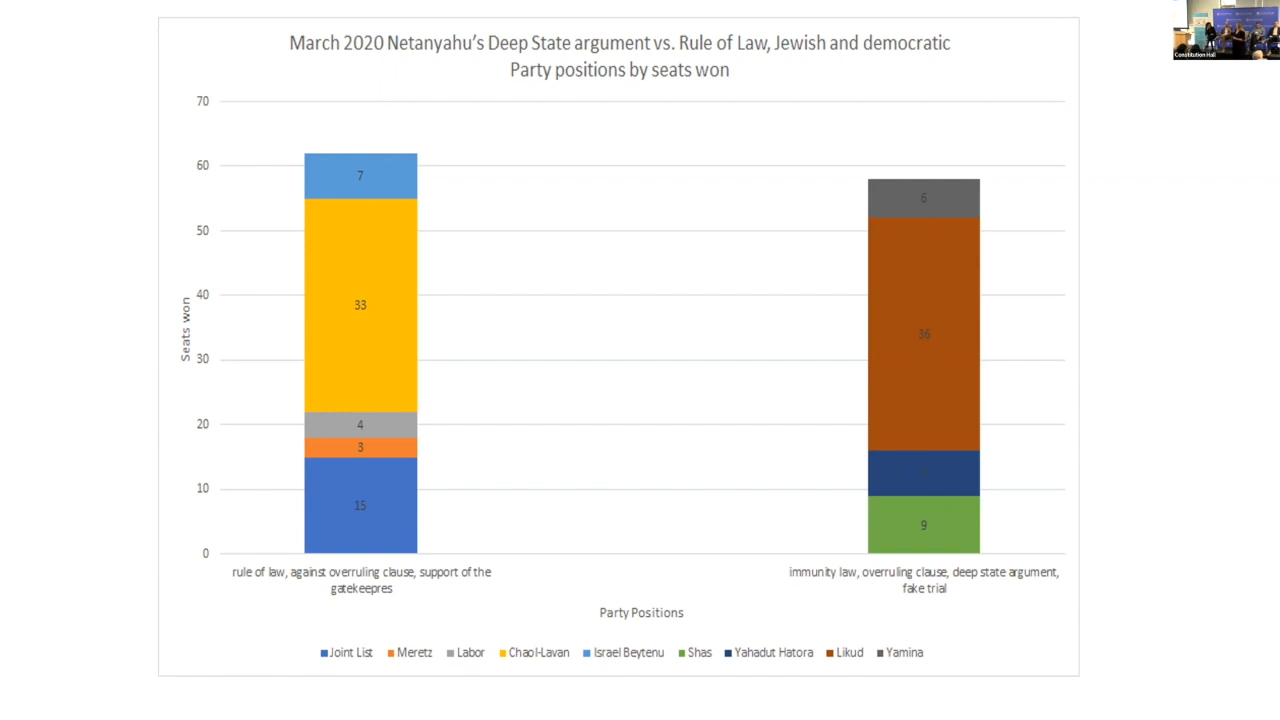 March 2020 Netanyahu's Deep State argument vs. Rule of Law, Jewish and democratic
Party positions by seats won
70
60
50
40
30
20
10
0
Seats won
7
33
4
3
15
6
36
9
rule of law, against overruling clause, support of the
gatekeepres
immunity law, overruling clause, deep state argument,
fake trial
Party Positions
Joint List
Meretz
Labor
Chaol-Lavan
Israel Beytenu
Shas
Yahadut Hatora
Likud
Yamina
Constitution Hall